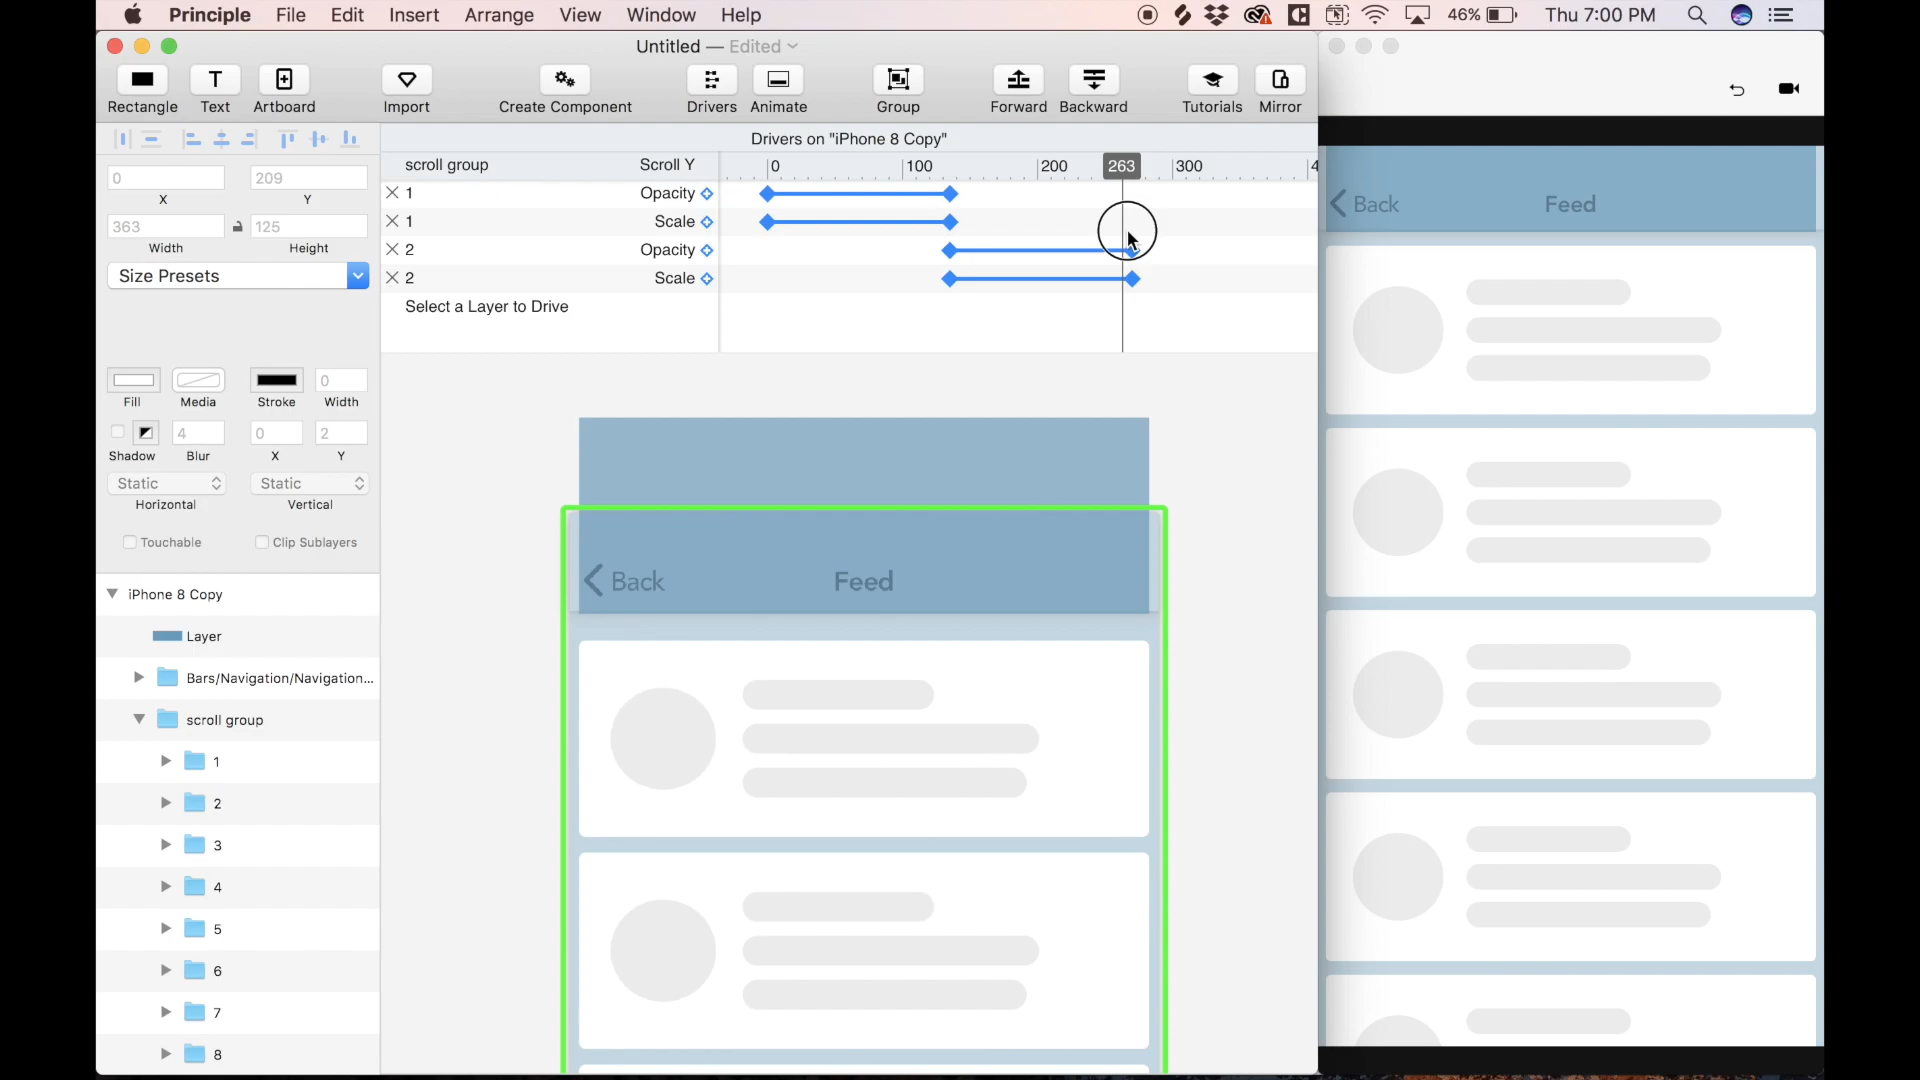 Principle File Edit Insert Arrange View Window Help 46% Thu 7:00 PM
Untitled — Edited
Rectangle Text Artboard Import Create Component Drivers Animate Group Forward Backward Tutorials Mirror
Drivers on "iPhone 8 Copy"
scroll group Scroll Y 0 100 200 263 300 4
1 Opacity
1 Scale
2 Opacity
2 Scale
Select a Layer to Drive
0 209
X Y
363 125
Width Height
Size Presets
0
Fill Media Stroke Width
4 0 2
Shadow Blur X Y
Static Static
Horizontal Vertical
Touchable Clip Sublayers
iPhone 8 Copy
Layer
Bars/Navigation/Navigation...
scroll group
1
2
3
4
5
6
7
8
Back Feed
Back Feed